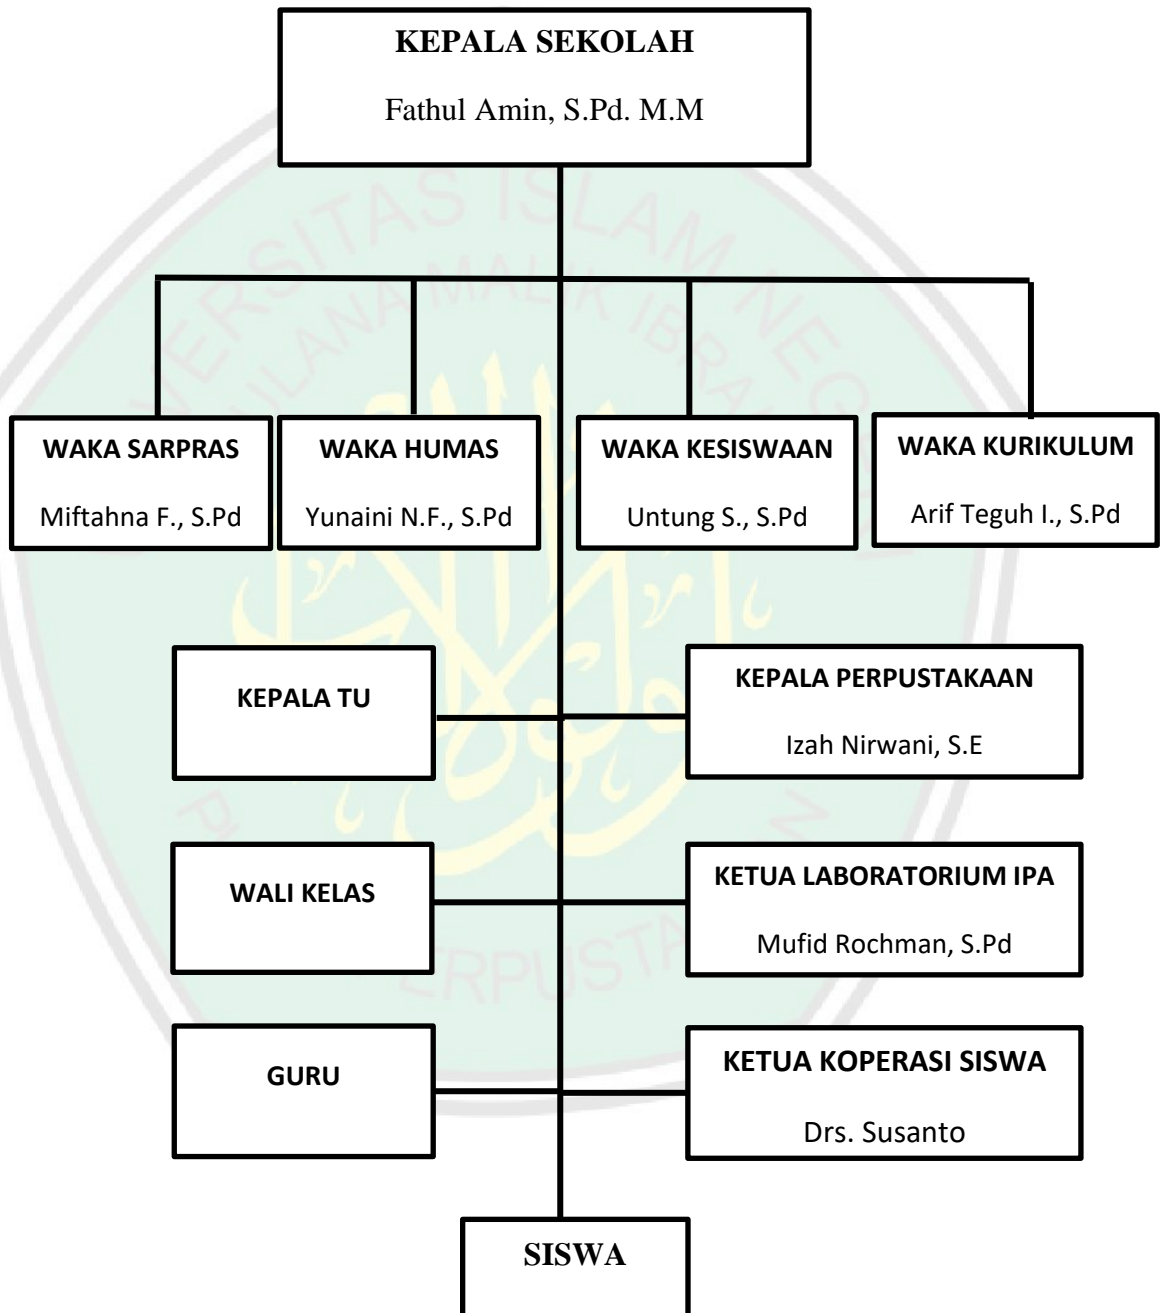 KEPALA SEKOLAH
Fathul Amin, S.Pd. M.M
WAKA SARPRAS
Miftahna F., S.Pd
WAKA HUMAS
Yunaini N.F., S.Pd
WAKA KESISWAAN
Untung S., S.Pd
WAKA KURIKULUM
Arif Teguh I., S.Pd
KEPALA TU
KEPALA PERPUSTAKAAN
Izah Nirwani, S.E
WALI KELAS
KETUA LABORATORIUM IPA
Mufid Rochman, S.Pd
GURU
KETUA KOPERASI SISWA
Drs. Susanto
SISWA